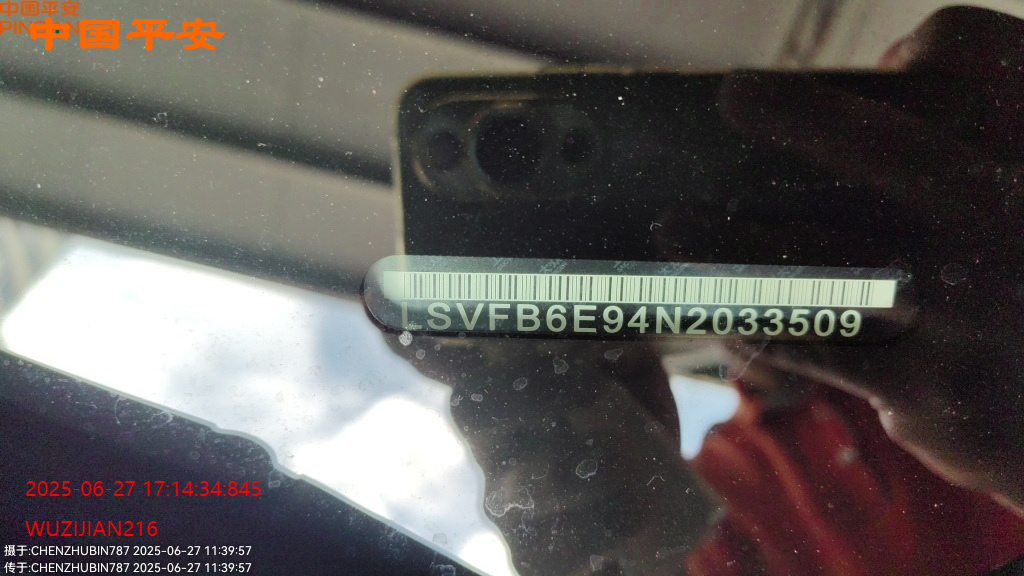 中国平安
PIN
中国平安
LSVFB6E94N2033509
2025-06-27 17:14:34:845
WUZIJIAN216
摄于:CHENZHUBIN787 2025-06-27 11:39:57
传于:CHENZHUBIN787 2025-06-27 11:39:57